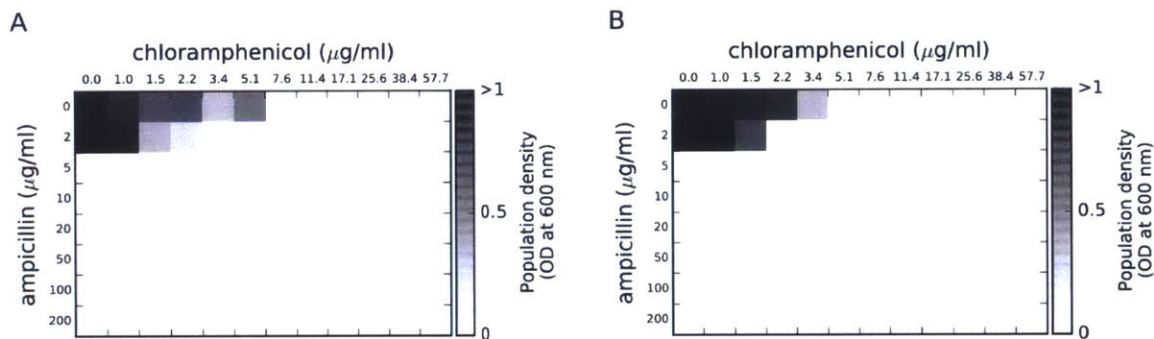 A
chloramphenicol (μg/ml)
0.0 1.0 1.5 2.2 3.4 5.1 7.6 11.4 17.1 25.6 38.4 57.7
ampicillin (μg/ml)
0
2
5
10
20
50
100
200
>1
0.5
0
Population density
(OD at 600 nm)
B
chloramphenicol (μg/ml)
0.0 1.0 1.5 2.2 3.4 5.1 7.6 11.4 17.1 25.6 38.4 57.7
ampicillin (μg/ml)
0
2
5
10
20
50
100
200
>1
0.5
0
Population density
(OD at 600 nm)